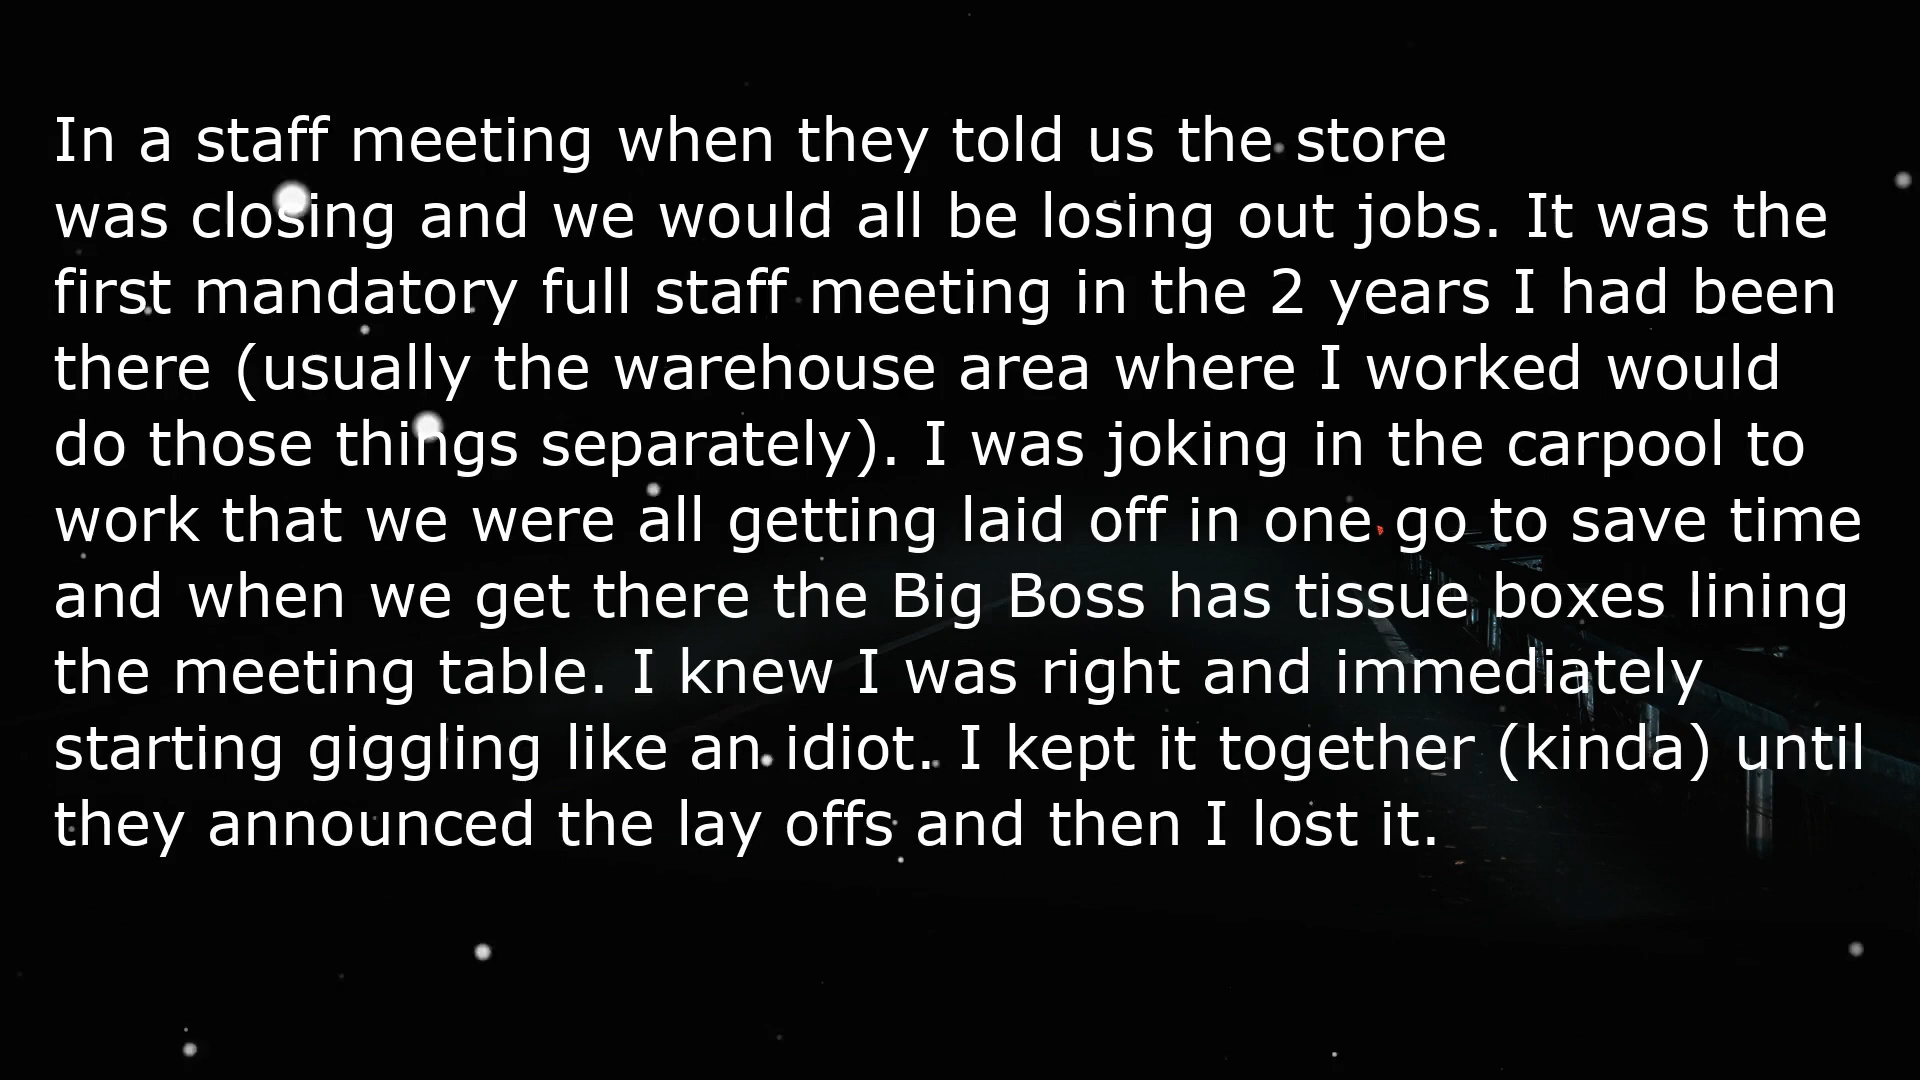 In a staff meeting when they told us the store
was closing and we would all be losing out jobs. It was the
first mandatory full staff meeting in the 2 years I had been
there (usually the warehouse area where I worked would
do those things separately). I was joking in the carpool to
work that we were all getting laid off in one go to save time
and when we get there the Big Boss has tissue boxes lining
the meeting table. I knew I was right and immediately
starting giggling like an idiot. I kept it together (kinda) until
they announced the lay offs and then I lost it.